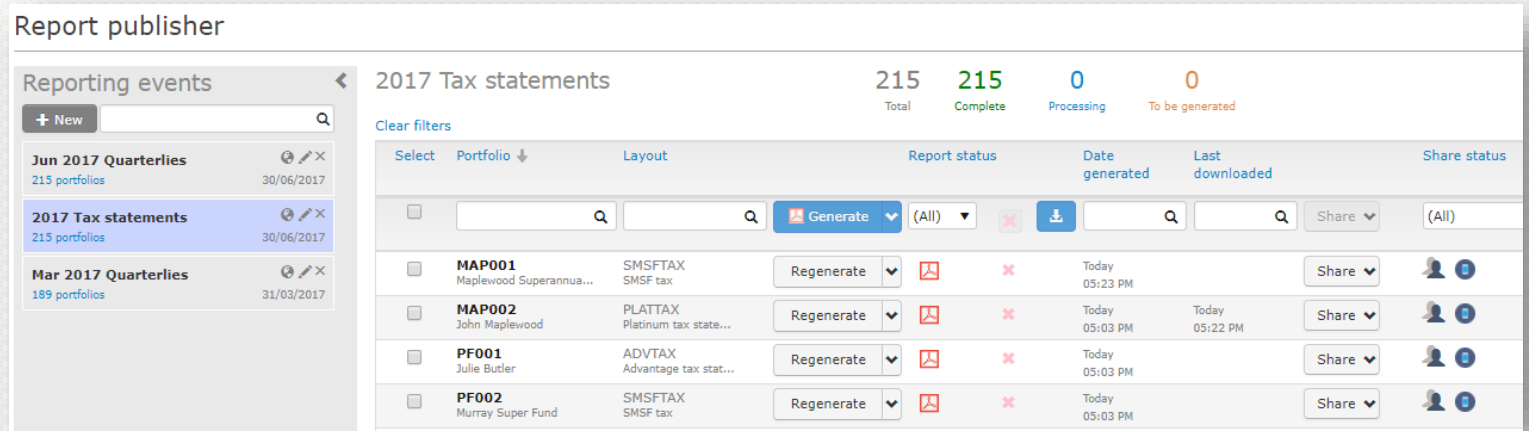 Report publisher
Reporting events
+ New
Jun 2017 Quarterlies
215 portfolios 30/06/2017
2017 Tax statements
215 portfolios 30/06/2017
Mar 2017 Quarterlies
189 portfolios 31/03/2017
2017 Tax statements
215 215 0 0
Total Complete Processing To be generated
Clear filters
Select Portfolio Layout Report status Date generated Last downloaded Share status
Generate (All) Share (All)
MAP001 SMSFTAX Regenerate Today Share
Maplewood Superannua... SMSF tax 05:23 PM
MAP002 PLATTAX Regenerate Today Today Share
John Maplewood Platinum tax state... 05:03 PM 05:22 PM
PF001 ADVTAX Regenerate Today Share
Julie Butler Advantage tax stat... 05:03 PM
PF002 SMSFTAX Regenerate Today Share
Murray Super Fund SMSF tax 05:03 PM